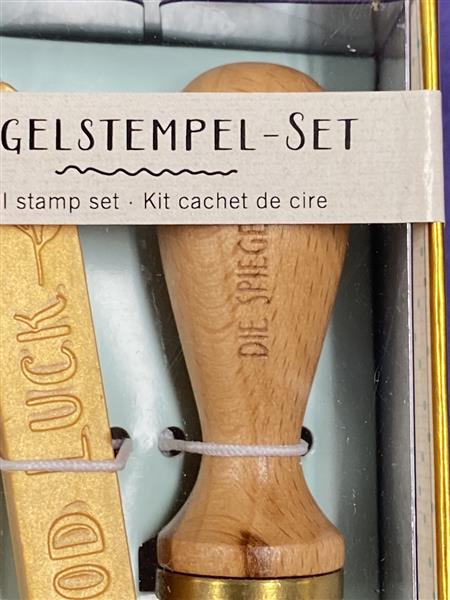 GELSTEMPEL-SET
l stamp set · Kit cachet de cire
DIE SPIEGE
OD LUCK